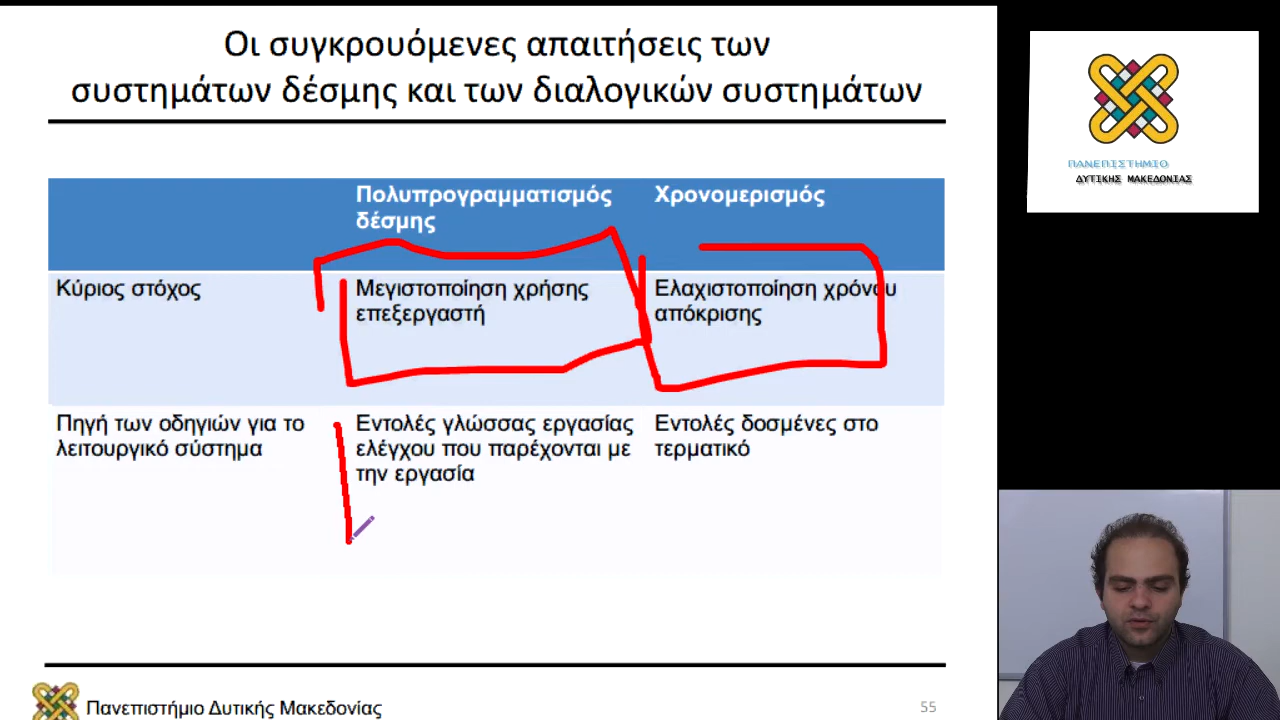 Οι συγκρουόμενες απαιτήσεις των
συστημάτων δέσμης και των διαλογικών συστημάτων
Πολυπρογραμματισμός
δέσμης
Χρονομερισμός
Κύριος στόχος
Μεγιστοποίηση χρήσης
επεξεργαστή
Ελαχιστοποίηση χρόνου
απόκρισης
Πηγή των οδηγιών για το
λειτουργικό σύστημα
Εντολές γλώσσας εργασίας
ελέγχου που παρέχονται με
την εργασία
Εντολές δοσμένες στο
τερματικό
Πανεπιστήμιο Δυτικής Μακεδονίας
55
ΠΑΝΕΠΙΣΤΗΜΙΟ
ΔΥΤΙΚΗΣ ΜΑΚΕΔΟΝΙΑΣ